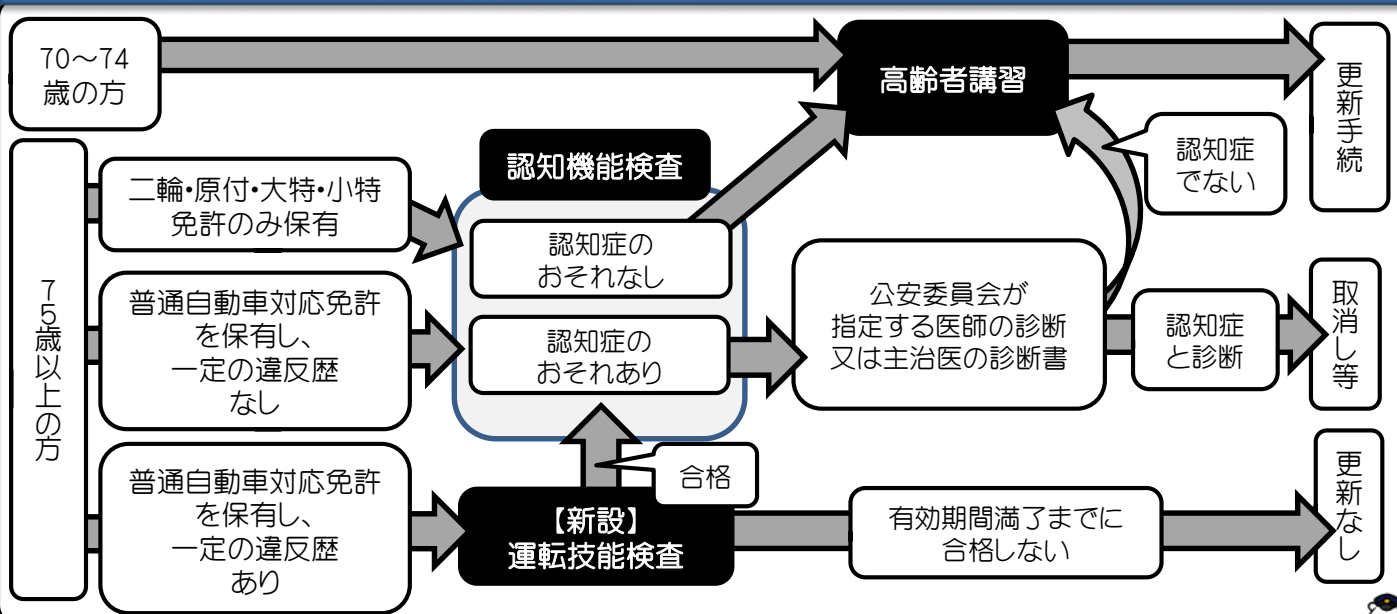 70～74
歳の方
高齢者講習
更新手続
認知症
でない
75歳以上の方
二輪・原付・大特・小特
免許のみ保有
認知機能検査
認知症の
おそれなし
普通自動車対応免許
を保有し、
一定の違反歴
なし
認知症の
おそれあり
公安委員会が
指定する医師の診断
又は主治医の診断書
認知症
と診断
取消し等
合格
普通自動車対応免許
を保有し、
一定の違反歴
あり
【新設】
運転技能検査
有効期間満了までに
合格しない
更新なし